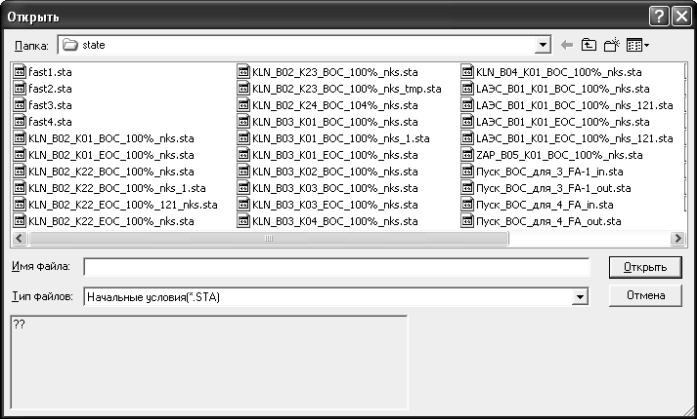 Открыть
Папка: state
fast1.sta
fast2.sta
fast3.sta
fast4.sta
KLN_B02_K01_BOC_100%_nks.sta
KLN_B02_K01_EOC_100%_nks.sta
KLN_B02_K22_BOC_100%_nks.sta
KLN_B02_K22_BOC_100%_nks_1.sta
KLN_B02_K22_EOC_100%_121_nks.sta
KLN_B02_K22_EOC_100%_nks.sta
KLN_B02_K23_BOC_100%_nks.sta
KLN_B02_K23_BOC_100%_nks_tmp.sta
KLN_B02_K24_BOC_104%_nks.sta
KLN_B03_K01_BOC_100%_nks.sta
KLN_B03_K01_BOC_100%_nks_1.sta
KLN_B03_K01_EOC_100%_nks.sta
KLN_B03_K02_BOC_100%_nks.sta
KLN_B03_K03_BOC_100%_nks.sta
KLN_B03_K03_EOC_100%_nks.sta
KLN_B03_K04_BOC_100%_nks.sta
KLN_B04_K01_BOC_100%_nks.sta
LAЭC_B01_K01_BOC_100%_nks.sta
LAЭC_B01_K01_BOC_100%_nks_121.sta
LAЭC_B01_K01_EOC_100%_nks.sta
LAЭC_B01_K01_EOC_100%_nks_121.sta
ZAP_B05_K01_BOC_100%_nks.sta
Пуск_BOC_для_3_FA-1_in.sta
Пуск_BOC_для_3_FA-1_out.sta
Пуск_BOC_для_4_FA_in.sta
Пуск_BOC_для_4_FA_out.sta
Имя файла:
Открыть
Тип файлов: Начальные условия(*.STA)
Отмена
??